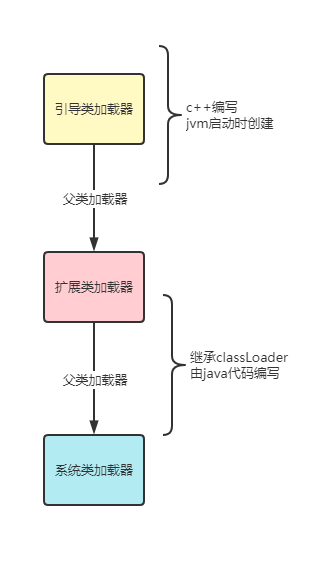 引导类加载器
c++编写
jvm启动时创建
父类加载器
扩展类加载器
继承classLoader
由java代码编写
父类加载器
系统类加载器